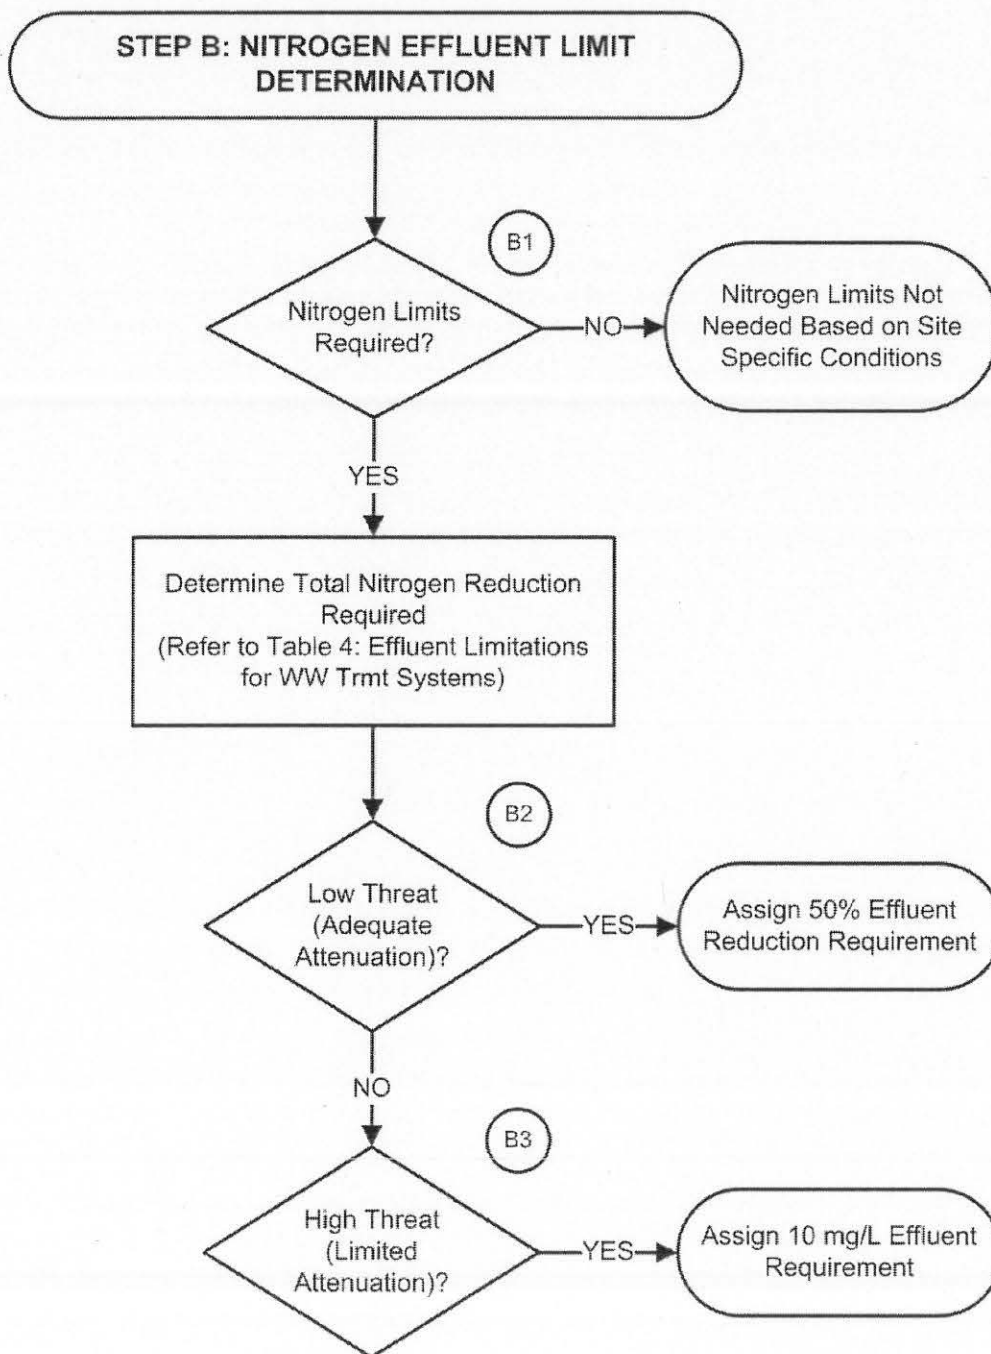 STEP B: NITROGEN EFFLUENT LIMIT
DETERMINATION
B1
Nitrogen Limits
Required?
NO
Nitrogen Limits Not
Needed Based on Site
Specific Conditions
YES
Determine Total Nitrogen Reduction
Required
(Refer to Table 4: Effluent Limitations
for WW Trmt Systems)
B2
Low Threat
(Adequate
Attenuation)?
YES
Assign 50% Effluent
Reduction Requirement
NO
B3
High Threat
(Limited
Attenuation)?
YES
Assign 10 mg/L Effluent
Requirement